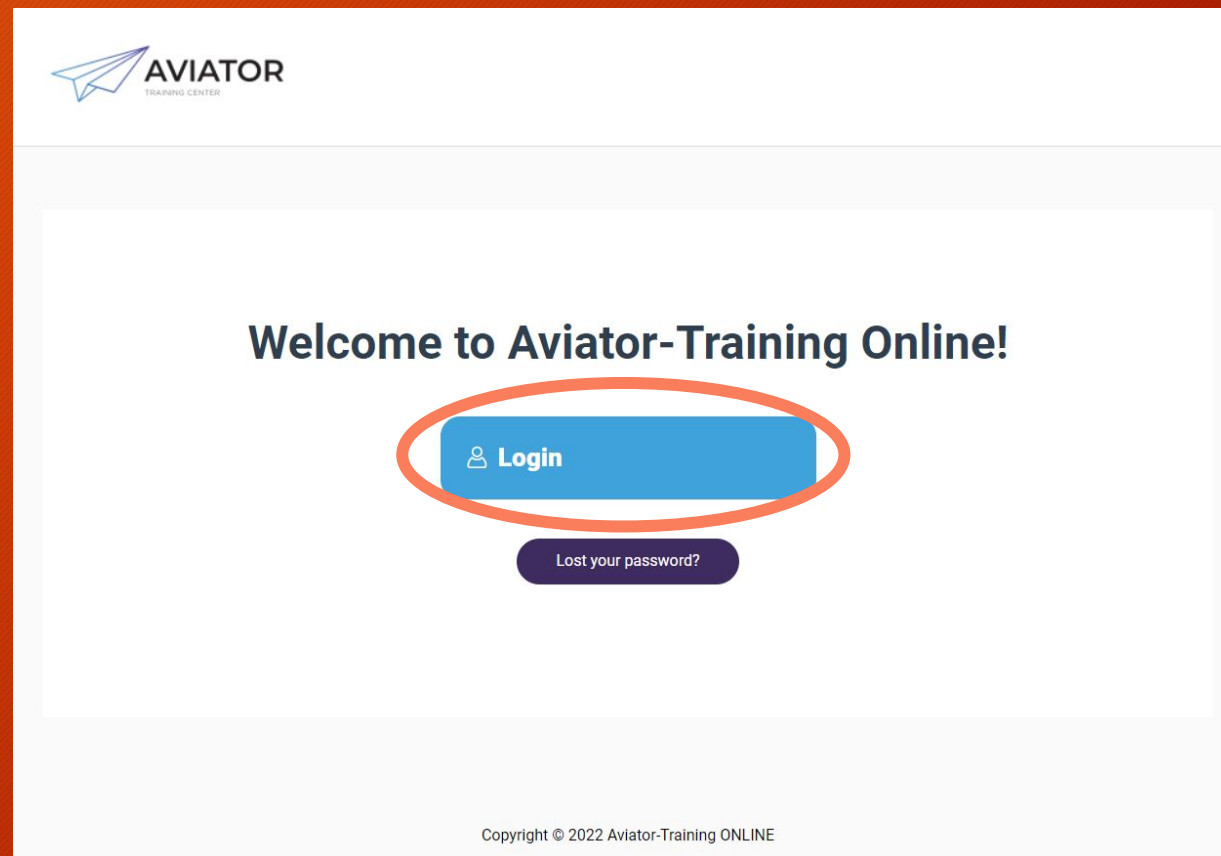 AVIATOR
TRAINING CENTER
Welcome to Aviator-Training Online!
Login
Lost your password?
Copyright © 2022 Aviator-Training ONLINE